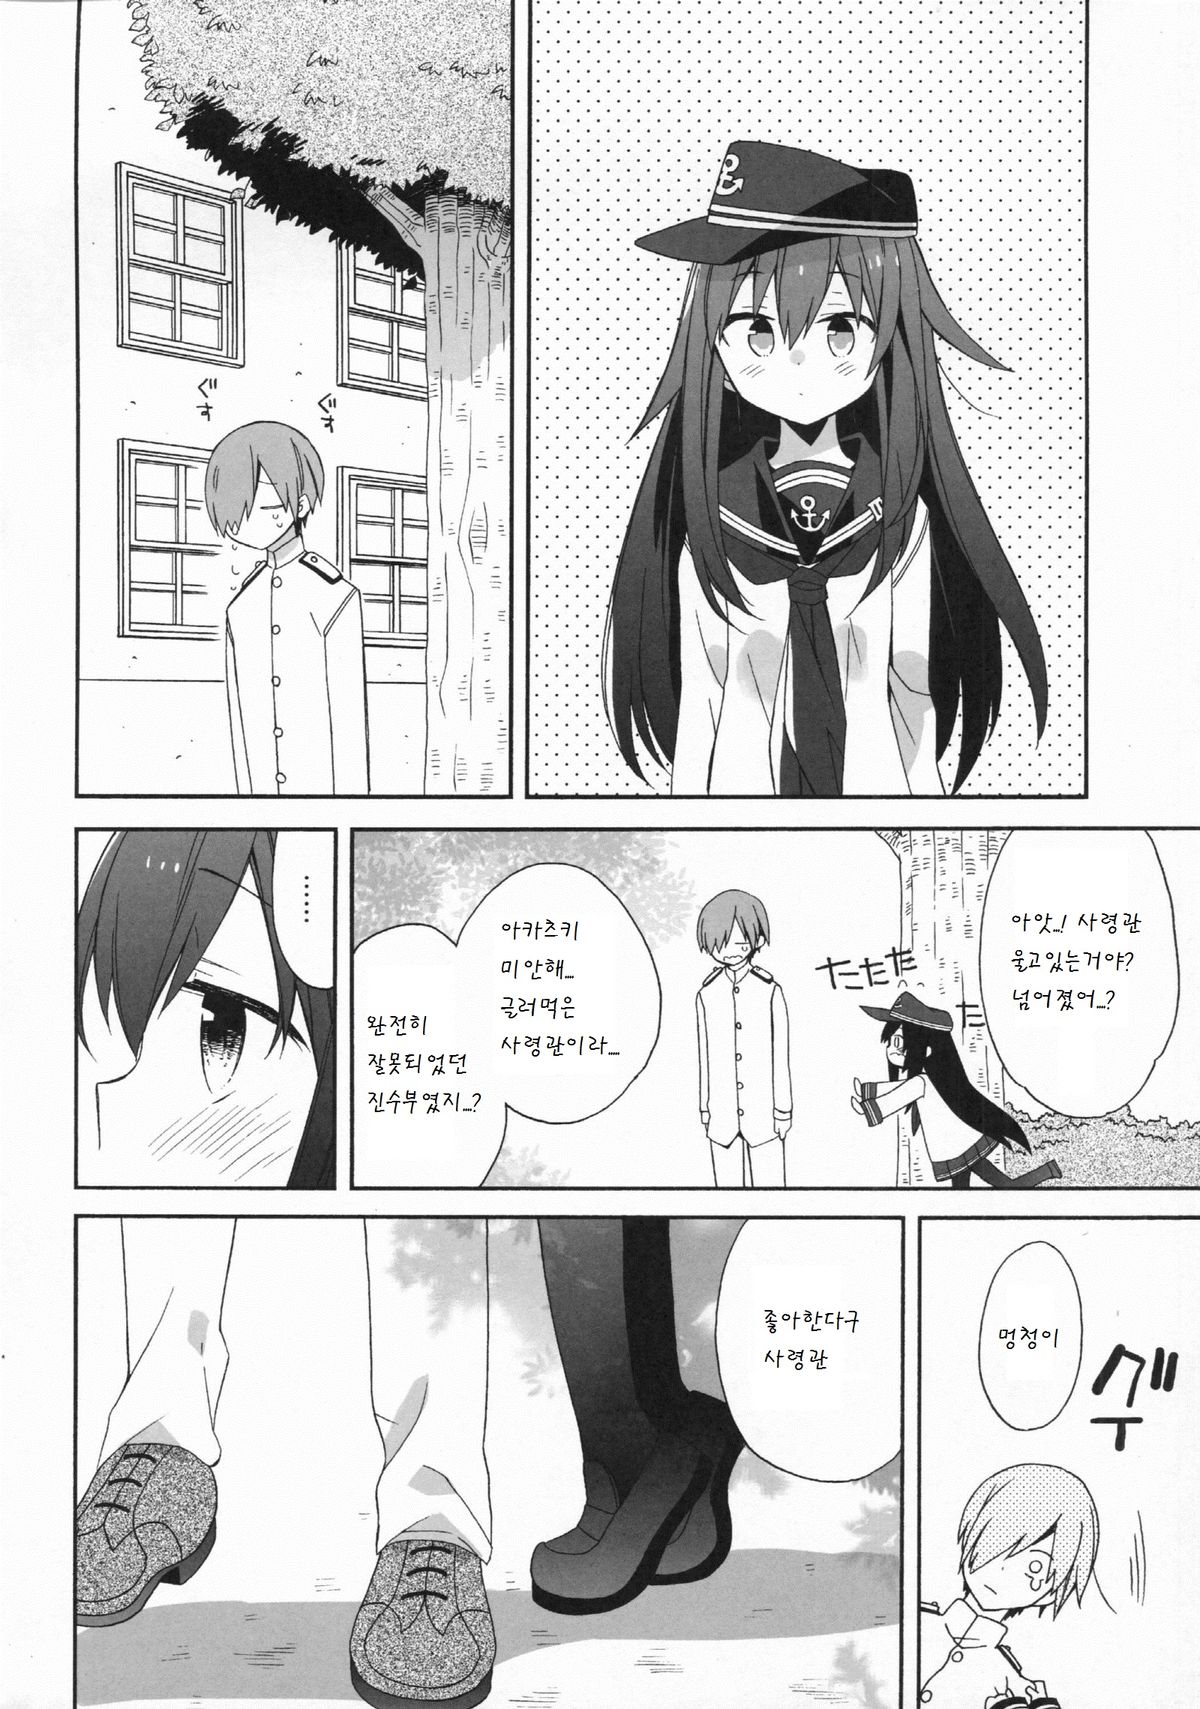 ぐす
ぐす
아앗...! 사령관
울고있는거야?
넘어졌어...?
たたたた
아카츠키
미안해....
글러먹은
사령관이라....
완전히
잘못되었던
진수부였지...?
………
멍청이
グイ
좋아한다구
사령관